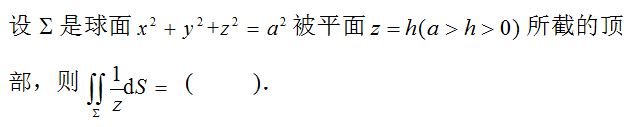 设 Σ 是球面 x² + y² +z² = a² 被平面 z = h(a > h > 0) 所截的顶
部，则 ∬_Σ 1/z dS = (　　).